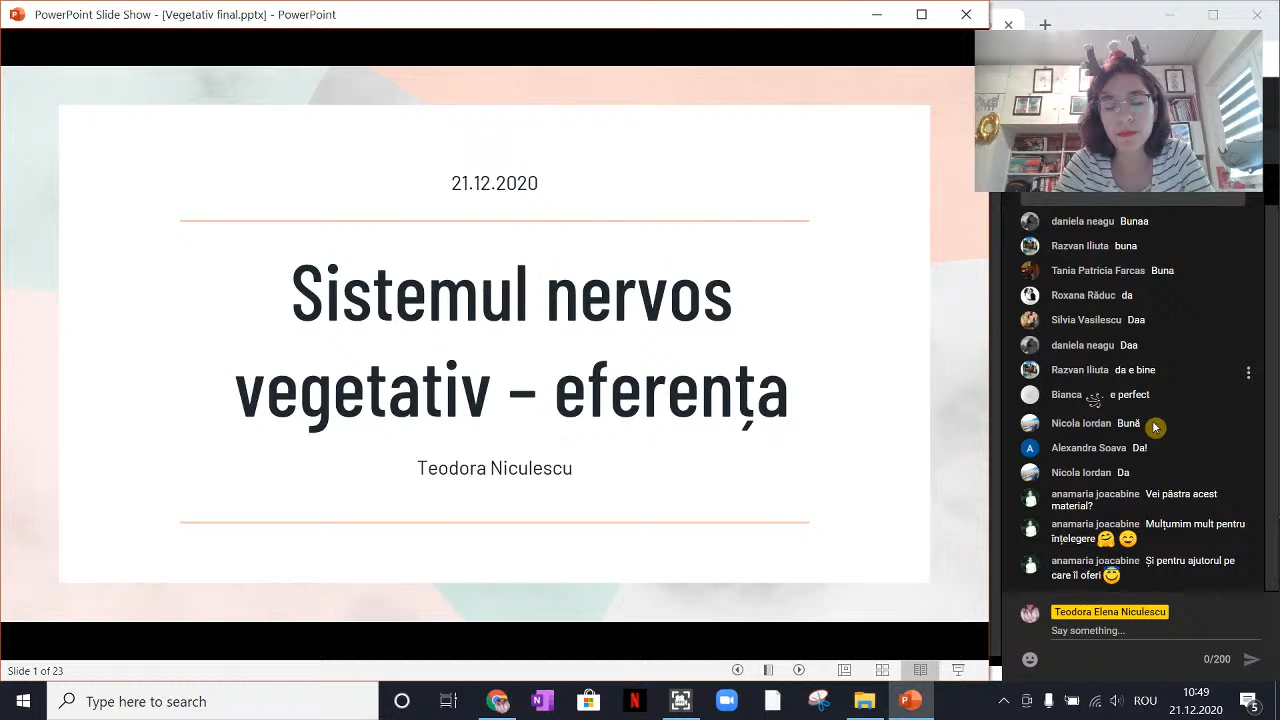 PowerPoint Slide Show - [Vegetativ final.pptx] - PowerPoint
21.12.2020
Sistemul nervos
vegetativ – eferența
Teodora Niculescu
daniela neagu Bunaa
Razvan Iliuta buna
Tania Patricia Farcas Buna
Roxana Răduc da
Silvia Vasilescu Daa
daniela neagu Daa
Razvan Iliuta da e bine
Bianca e perfect
Nicola Iordan Bună
A Alexandra Soava Da!
Nicola Iordan Da
anamaria joacabine Vei păstra acest
material?
anamaria joacabine Mulțumim mult pentru
înțelegere
anamaria joacabine Și pentru ajutorul pe
care îl oferi
Teodora Elena Niculescu
Say something...
0/200
Slide 1 of 23
Type here to search
ROU
10:49
21.12.2020
5